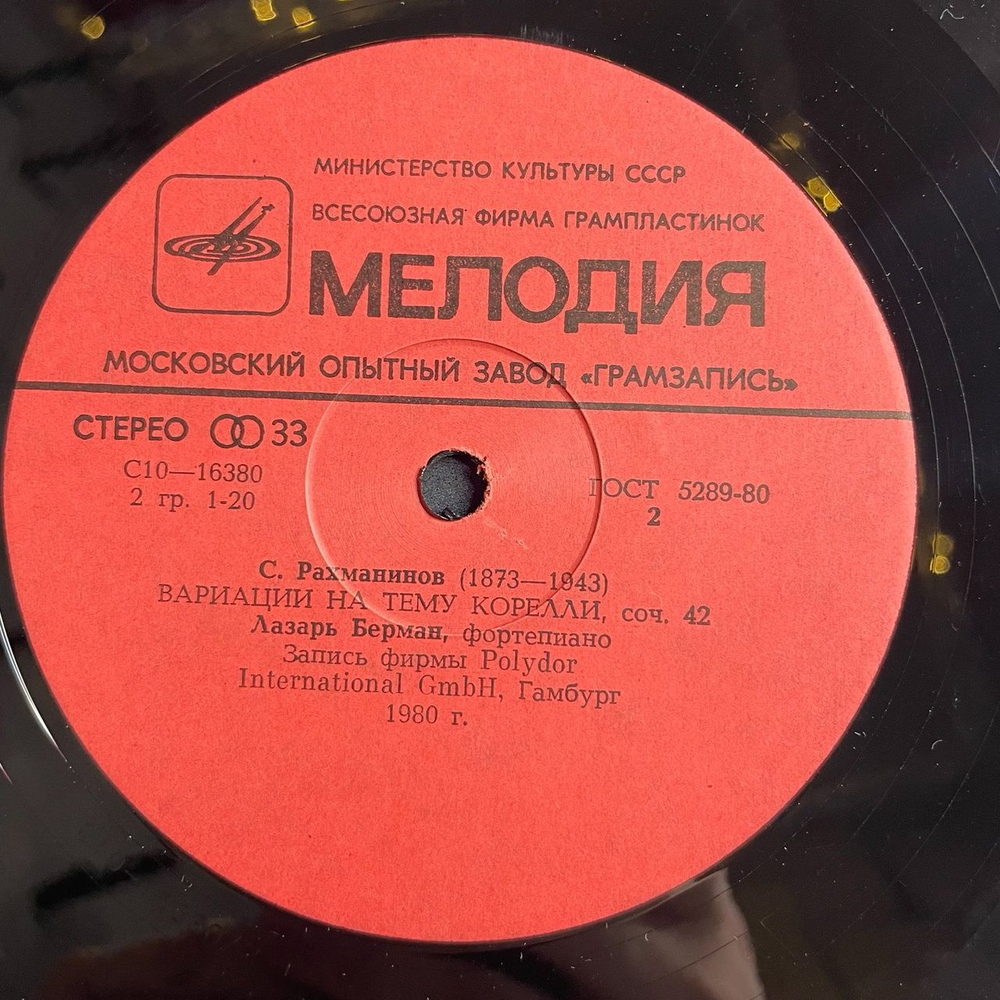 МИНИСТЕРСТВО КУЛЬТУРЫ СССР
ВСЕСОЮЗНАЯ ФИРМА ГРАМПЛАСТИНОК
МЕЛОДИЯ
МОСКОВСКИЙ ОПЫТНЫЙ ЗАВОД «ГРАМЗАПИСЬ»
СТЕРЕО 33
С10—16380
2 гр. 1-20
ГОСТ 5289-80
2
С. Рахманинов (1873—1943)
ВАРИАЦИИ НА ТЕМУ КОРЕЛЛИ, соч. 42
Лазарь Берман, фортепиано
Запись фирмы Polydor
International GmbH, Гамбург
1980 г.